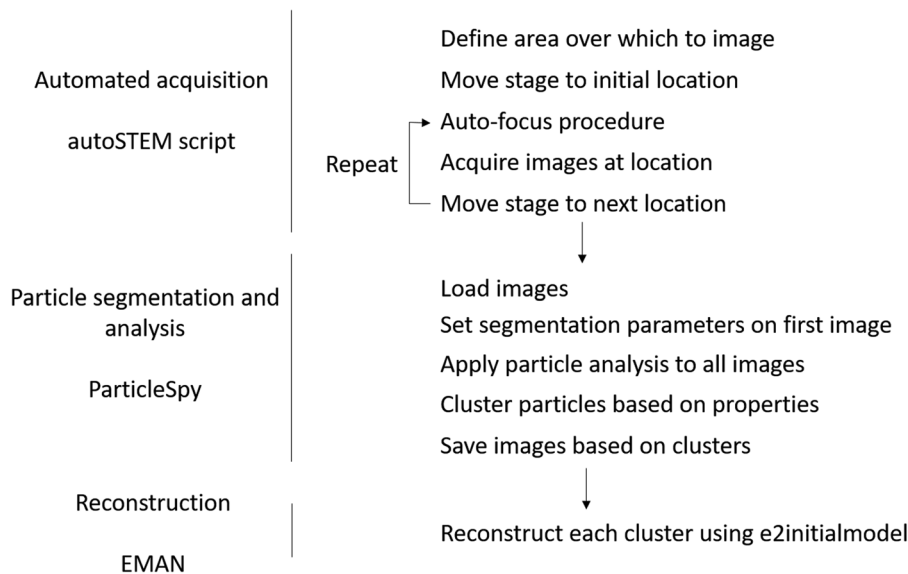 Automated acquisition
autoSTEM script
Define area over which to image
Move stage to initial location
Auto-focus procedure
Repeat
Acquire images at location
Move stage to next location
Particle segmentation and
analysis
ParticleSpy
Load images
Set segmentation parameters on first image
Apply particle analysis to all images
Cluster particles based on properties
Save images based on clusters
Reconstruction
EMAN
Reconstruct each cluster using e2initialmodel